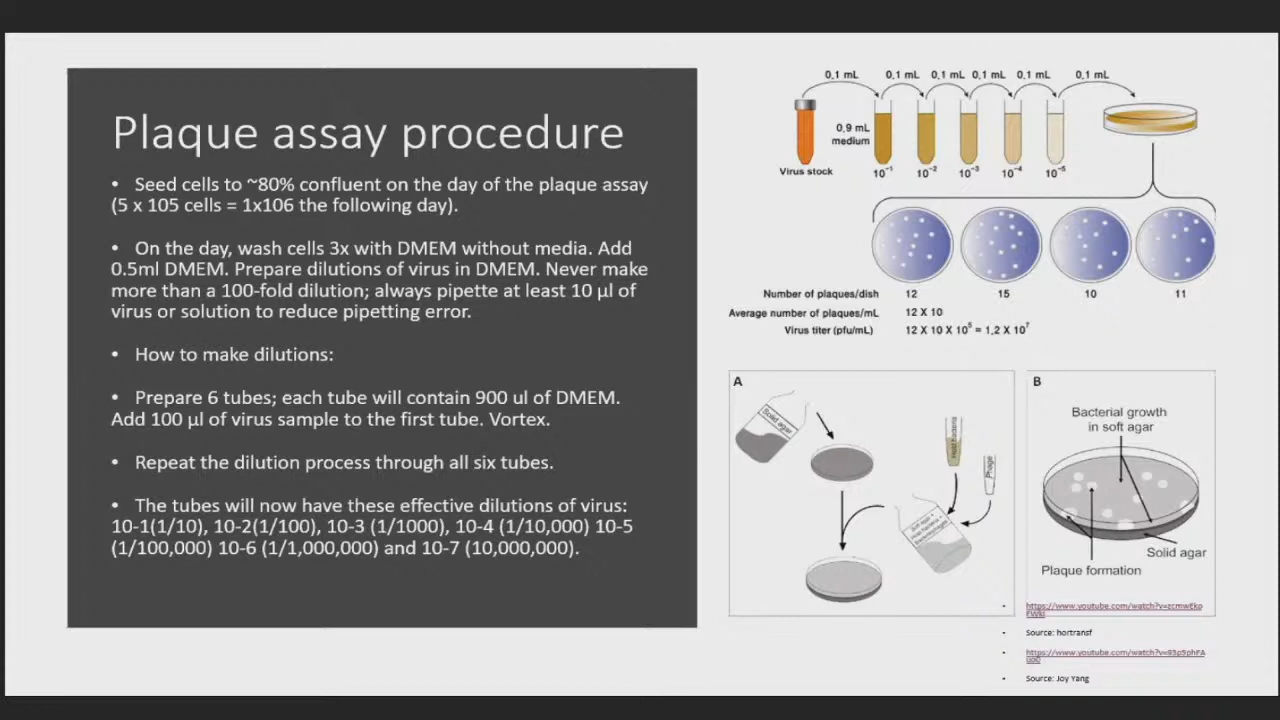 Plaque assay procedure
• Seed cells to ~80% confluent on the day of the plaque assay
(5 x 105 cells = 1x106 the following day).
• On the day, wash cells 3x with DMEM without media. Add
0.5ml DMEM. Prepare dilutions of virus in DMEM. Never make
more than a 100-fold dilution; always pipette at least 10 µl of
virus or solution to reduce pipetting error.
• How to make dilutions:
• Prepare 6 tubes; each tube will contain 900 ul of DMEM.
Add 100 µl of virus sample to the first tube. Vortex.
• Repeat the dilution process through all six tubes.
• The tubes will now have these effective dilutions of virus:
10-1(1/10), 10-2(1/100), 10-3 (1/1000), 10-4 (1/10,000) 10-5
(1/100,000) 10-6 (1/1,000,000) and 10-7 (10,000,000).
0.1 mL 0.1 mL 0.1 mL 0.1 mL 0.1 mL 0.1 mL
0.9 mL
medium
Virus stock 10⁻¹ 10⁻² 10⁻³ 10⁻⁴ 10⁻⁵
Number of plaques/dish 12 15 10 11
Average number of plaques/mL 12 X 10
Virus titer (pfu/mL) 12 X 10 X 10⁵ = 1.2 X 10⁷
A
Solid agar
Host bacteria
Phage
Soft agar +
Host bacteria +
B
Bacterial growth
in soft agar
Solid agar
Plaque formation
• Source: hortransf
• Source: Joy Yang